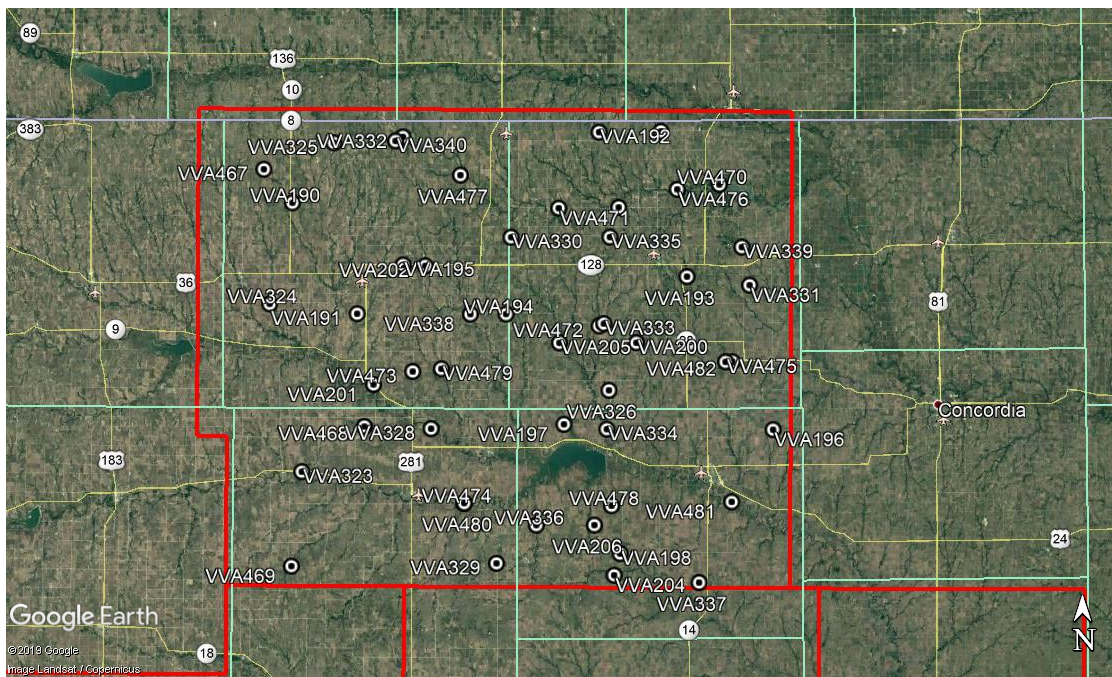 89
136
10
8
383
VVA325
VVA332
VVA340
VVA192
VVA467
VVA190
VVA477
VVA470
VVA476
VVA471
VVA330
VVA335
VVA339
VVA202
VVA195
128
36
VVA193
VVA331
81
VVA324
VVA191
VVA194
VVA338
VVA472
VVA333
9
VVA205
VVA200
VVA482
VVA475
VVA473
VVA479
VVA201
VVA326
Concordia
VVA468
VVA328
VVA197
VVA334
VVA196
183
281
VVA323
VVA474
VVA478
VVA480
VVA336
VVA481
24
VVA206
VVA198
VVA469
VVA329
VVA204
VVA337
Google Earth
14
N
©2019 Google
18
Image Landsat / Copernicus